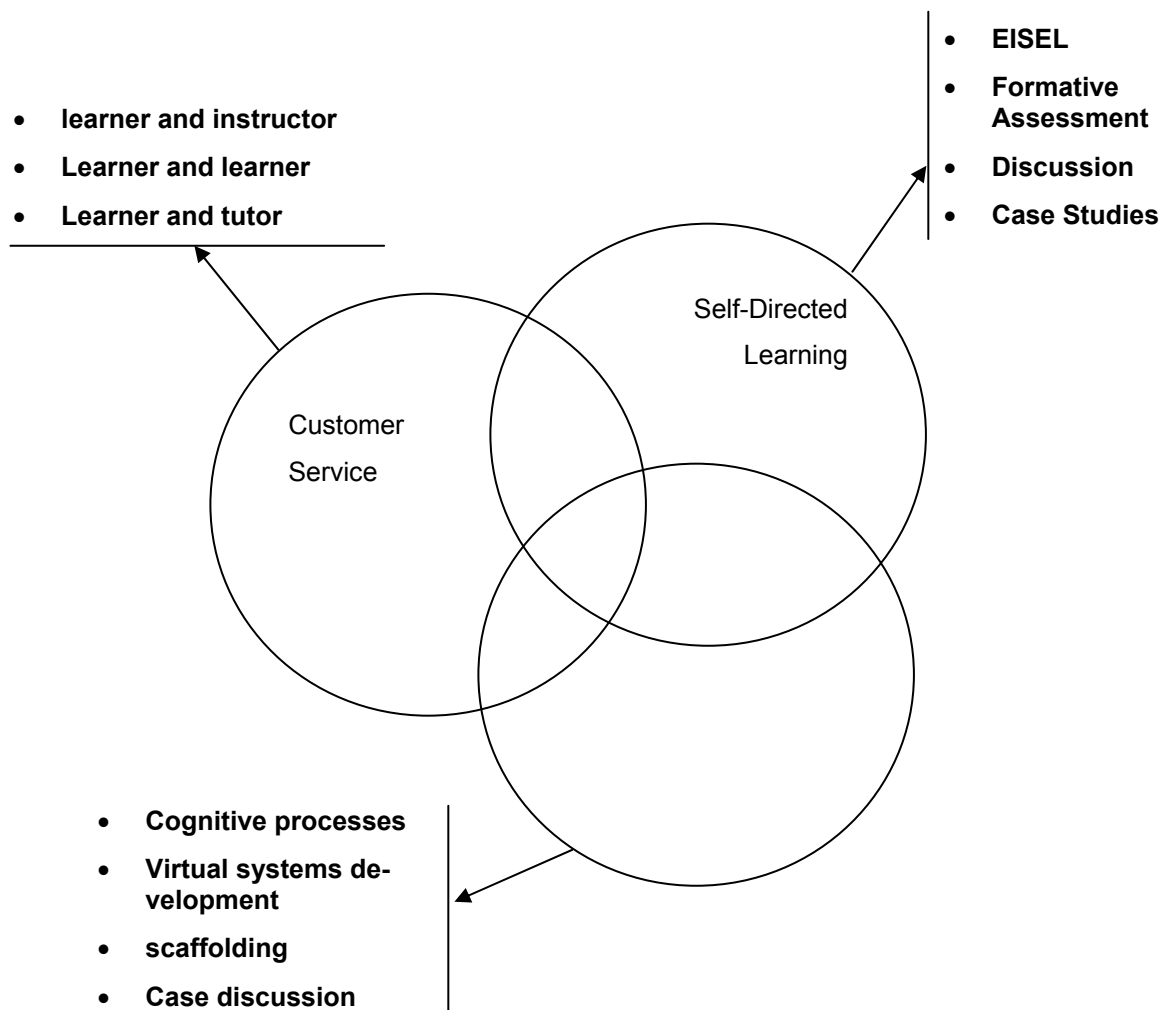 • learner and instructor
• Learner and learner
• Learner and tutor
• EISEL
• Formative
Assessment
• Discussion
• Case Studies
Self-Directed
Learning
Customer
Service
• Cognitive processes
• Virtual systems de-
velopment
• scaffolding
• Case discussion